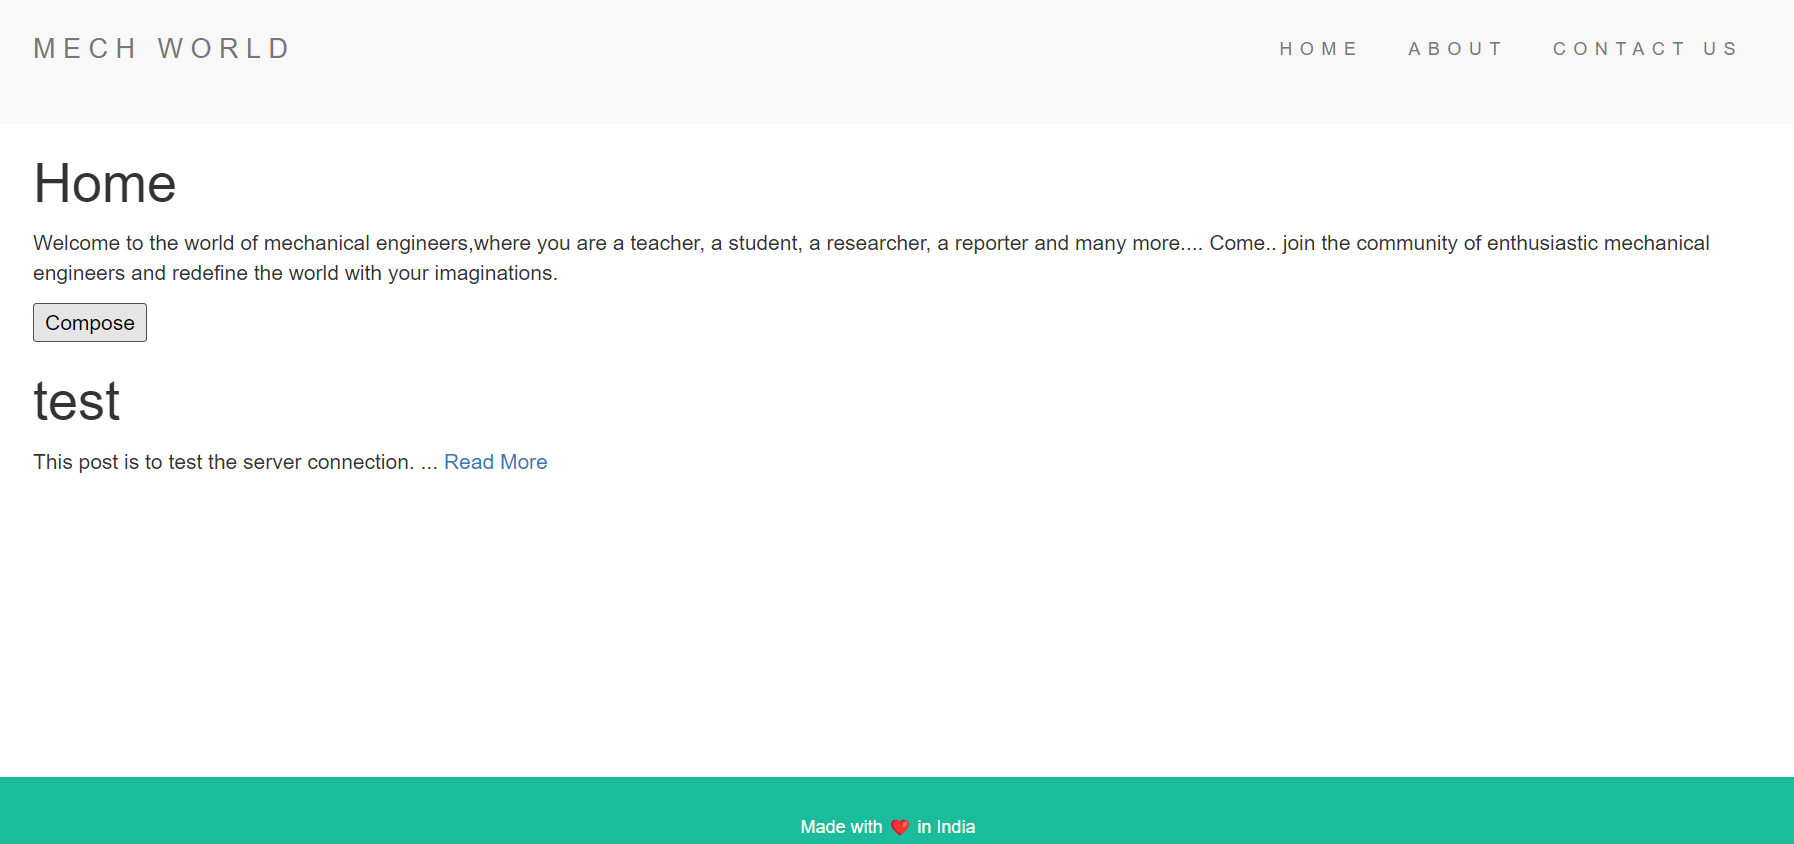 MECH WORLD
HOME ABOUT CONTACT US
Home
Welcome to the world of mechanical engineers,where you are a teacher, a student, a researcher, a reporter and many more.... Come.. join the community of enthusiastic mechanical
engineers and redefine the world with your imaginations.
Compose
test
This post is to test the server connection. ... Read More
Made with ❤️ in India